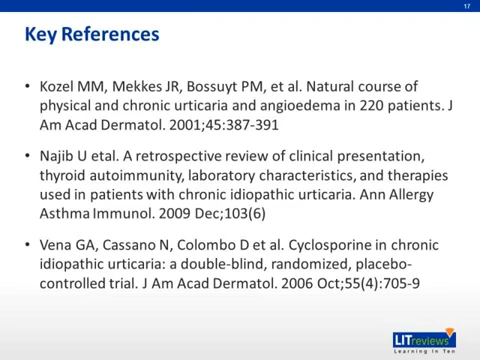 17
Key References
• Kozel MM, Mekkes JR, Bossuyt PM, et al. Natural course of
physical and chronic urticaria and angioedema in 220 patients. J
Am Acad Dermatol. 2001;45:387-391
• Najib U etal. A retrospective review of clinical presentation,
thyroid autoimmunity, laboratory characteristics, and therapies
used in patients with chronic idiopathic urticaria. Ann Allergy
Asthma Immunol. 2009 Dec;103(6)
• Vena GA, Cassano N, Colombo D et al. Cyclosporine in chronic
idiopathic urticaria: a double-blind, randomized, placebo-
controlled trial. J Am Acad Dermatol. 2006 Oct;55(4):705-9
LITreviews
Learning in Ten